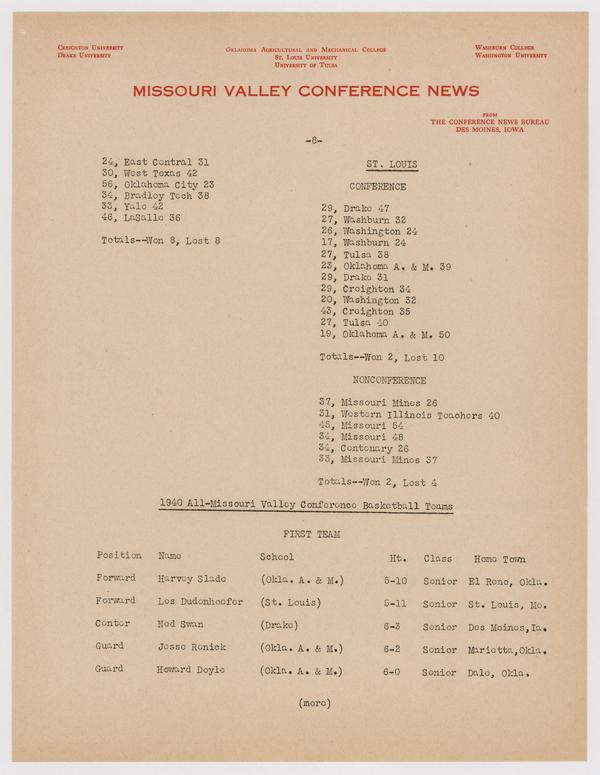 CREIGHTON UNIVERSITY
DRAKE UNIVERSITY
OKLAHOMA AGRICULTURAL AND MECHANICAL COLLEGE
ST. LOUIS UNIVERSITY
UNIVERSITY OF TULSA
WASHBURN COLLEGE
WASHINGTON UNIVERSITY
MISSOURI VALLEY CONFERENCE NEWS
FROM
THE CONFERENCE NEWS BUREAU
DES MOINES, IOWA
-8-
24, East Central 31
30, West Texas 42
56, Oklahoma City 23
34, Bradley Tech 38
33, Yale 42
46, LaSalle 36
Totals--Won 8, Lost 8
ST. LOUIS
CONFERENCE
29, Drake 47
27, Washburn 32
26, Washington 24
17, Washburn 24
27, Tulsa 38
23, Oklahoma A. & M. 39
29, Drake 31
29, Creighton 34
20, Washington 32
43, Creighton 35
27, Tulsa 40
19, Oklahoma A. & M. 50
Totals--Won 2, Lost 10
NONCONFERENCE
37, Missouri Mines 26
31, Western Illinois Teachers 40
45, Missouri 54
34, Missouri 48
34, Centenary 26
33, Missouri Mines 37
Totals--Won 2, Lost 4
1940 All-Missouri Valley Conference Basketball Teams
FIRST TEAM
Position Name School Ht. Class Home Town
Forward Harvey Slade (Okla. A. & M.) 5-10 Senior El Reno, Okla.
Forward Les Dudenhoefer (St. Louis) 5-11 Senior St. Louis, Mo.
Center Ned Swan (Drake) 6-3 Senior Des Moines,Ia.
Guard Jesse Renick (Okla. A. & M.) 6-2 Senior Marietta,Okla.
Guard Howard Doyle (Okla. A. & M.) 6-0 Senior Dale, Okla.
(more)